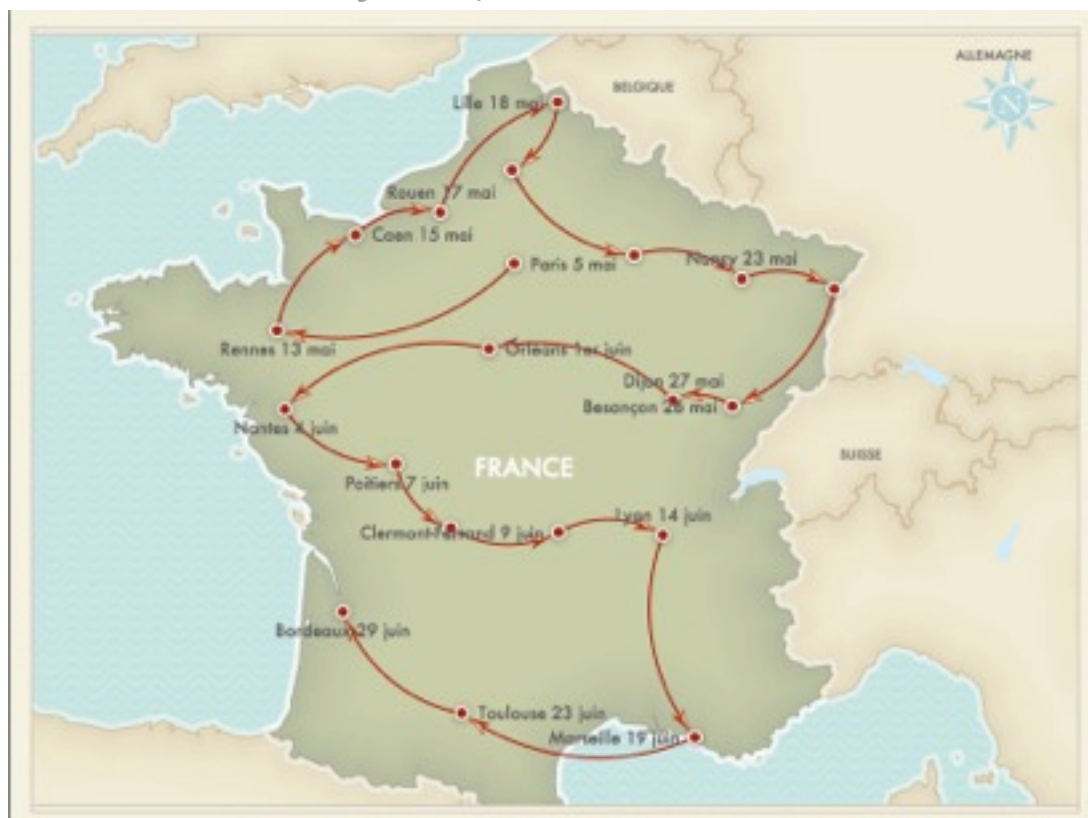 ALLEMAGNE
N
BELGIQUE
Lille 18 mai
Rouen 17 mai
Caen 15 mai
Paris 5 mai
Nancy 23 mai
Rennes 13 mai
Orléans 1er juin
Dijon 27 mai
Besançon 26 mai
Nantes 4 juin
SUISSE
FRANCE
Poitiers 7 juin
Lyon 14 juin
Clermont-Ferrand 9 juin
Bordeaux 29 juin
Toulouse 23 juin
Marseille 19 juin